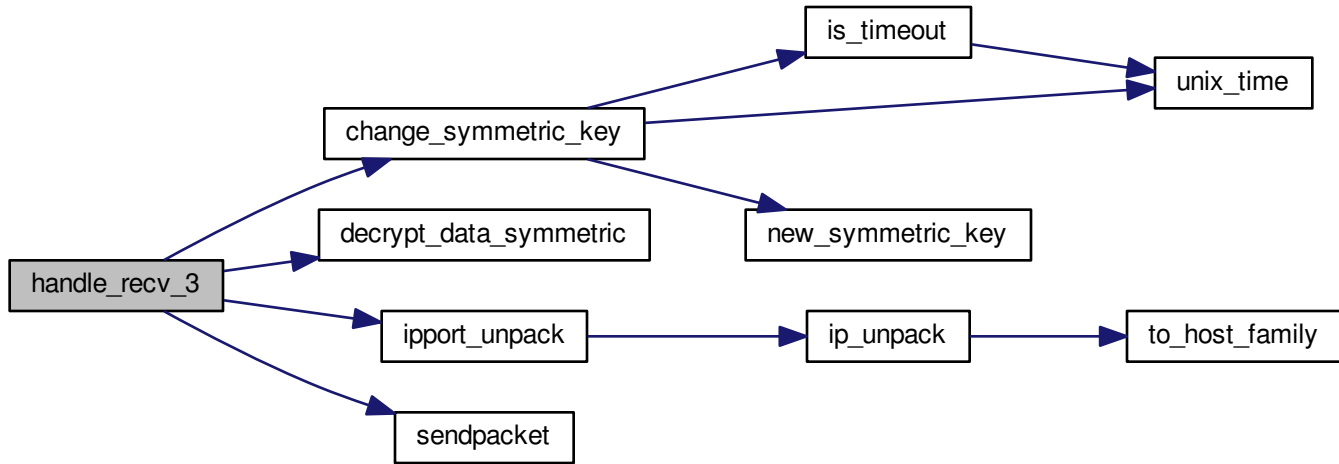 is_timeout
unix_time
change_symmetric_key
decrypt_data_symmetric
new_symmetric_key
handle_recv_3
ipport_unpack
ip_unpack
to_host_family
sendpacket